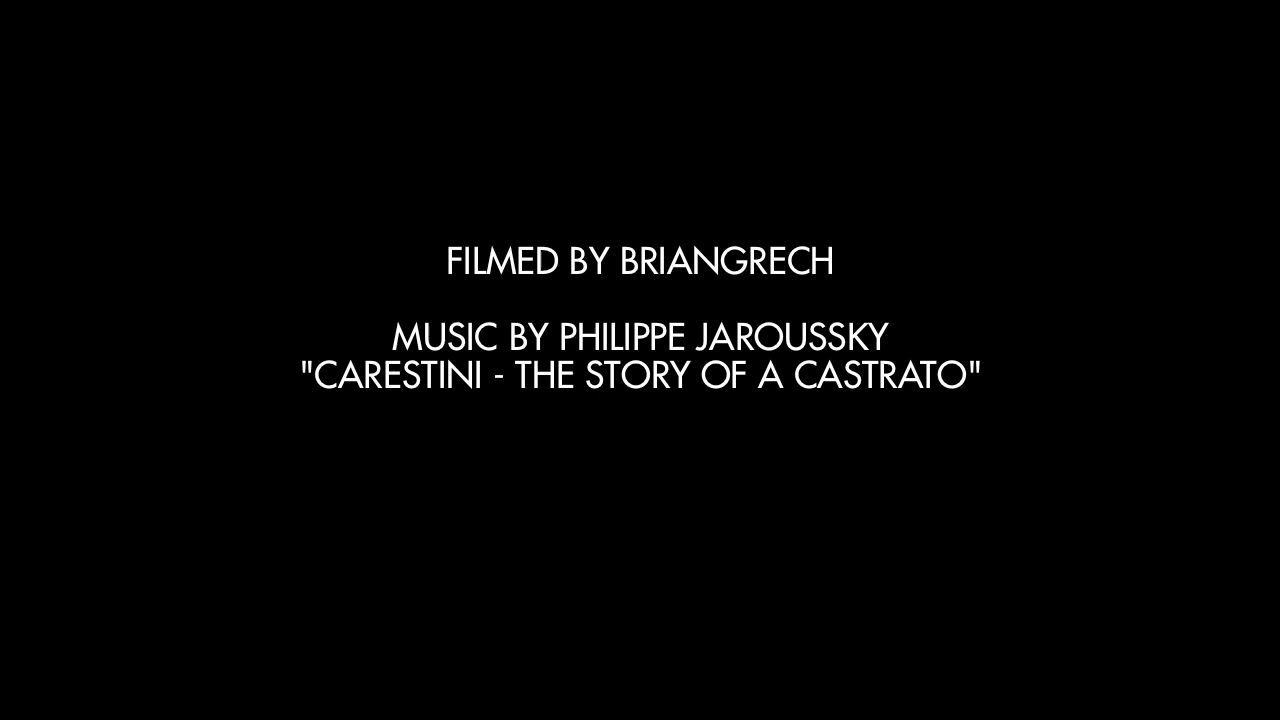 FILMED BY BRIANGRECH
MUSIC BY PHILIPPE JAROUSSKY
"CARESTINI - THE STORY OF A CASTRATO"